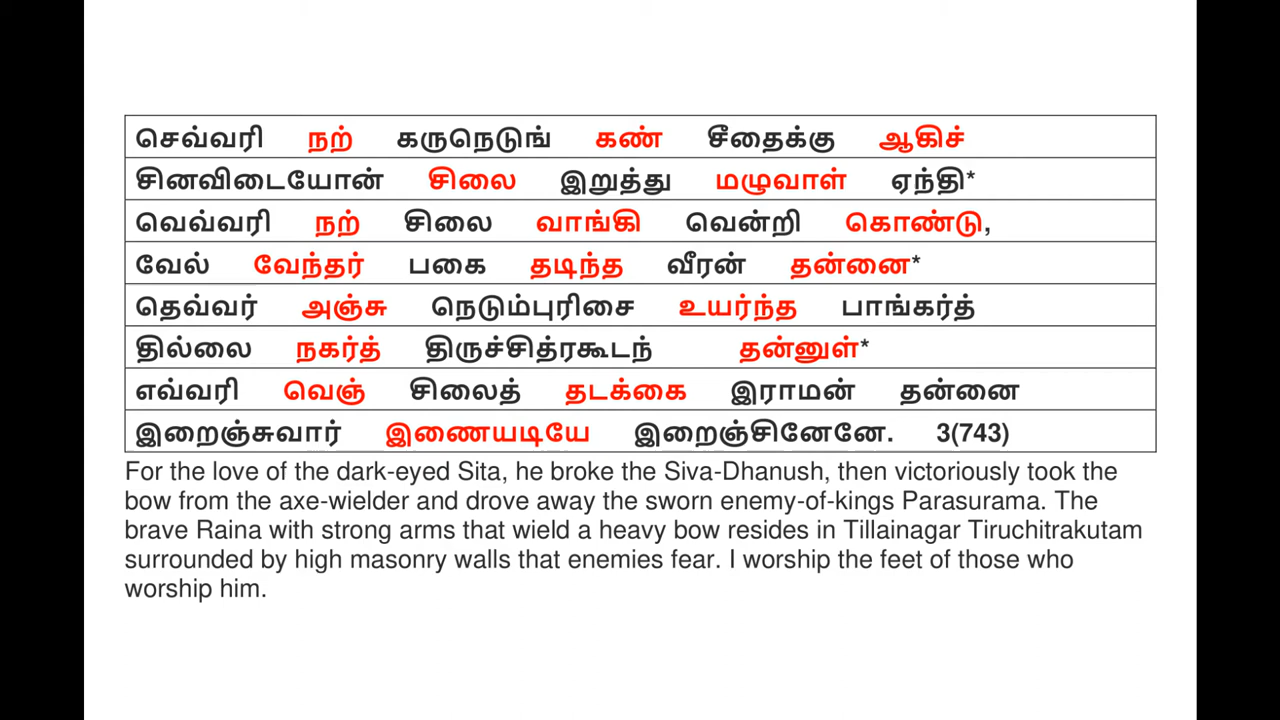 செவ்வரி நற் கருநெடுங் கண் சீதைக்கு ஆகிச்
சினவிடையோன் சிலை இறுத்து மழுவாள் ஏந்தி*
வெவ்வரி நற் சிலை வாங்கி வென்றி கொண்டு,
வேல் வேந்தர் பகை தடிந்த வீரன் தன்னை*
தெவ்வர் அஞ்சு நெடும்புரிசை உயர்ந்த பாங்கர்த்
தில்லை நகர்த் திருச்சித்ரகூடந் தன்னுள்*
எவ்வரி வெஞ் சிலைத் தடக்கை இராமன் தன்னை
இறைஞ்சுவார் இணையடியே இறைஞ்சினேனே. 3(743)
For the love of the dark-eyed Sita, he broke the Siva-Dhanush, then victoriously took the
bow from the axe-wielder and drove away the sworn enemy-of-kings Parasurama. The
brave Raina with strong arms that wield a heavy bow resides in Tillainagar Tiruchitrakutam
surrounded by high masonry walls that enemies fear. I worship the feet of those who
worship him.